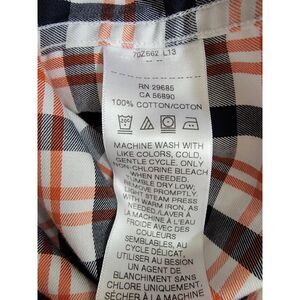 70Z662 L13
RN 29685
CA 56890
100% COTTON/COTON
MACHINE WASH WITH
LIKE COLORS, COLD,
GENTLE CYCLE. ONLY
NON-CHLORINE BLEACH
WHEN NEEDED.
TUMBLE DRY LOW;
REMOVE PROMPTLY.
LIGHT STEAM PRESS
WITH WARM IRON, AS
NEEDED/LAVER À
LA MACHINE À L'EAU
FROIDE AVEC DES
COULEURS
SEMBLABLES, AU
CYCLE DÉLICAT,
UTILISER AU BESOIN
UN AGENT DE
BLANCHIMENT SANS
CHLORE UNIQUEMENT.
SÉCHER À LA MACHINE